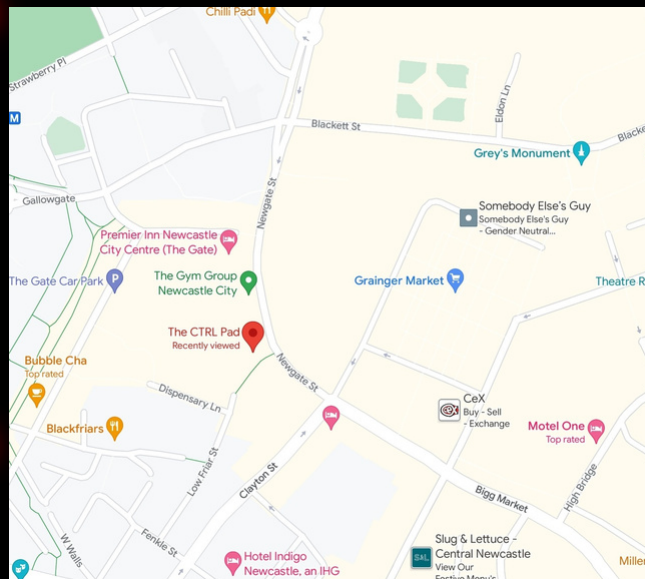 Chilli Padi
Strawberry Pl
M
Blackett St
Eldon Ln
Blacke
Grey's Monument
Gallowgate
Newgate St
Somebody Else's Guy
Somebody Else's Guy
- Gender Neutral...
Premier Inn Newcastle
City Centre (The Gate)
The Gate Car Park
P
The Gym Group
Newcastle City
Grainger Market
Theatre R
The CTRL Pad
Recently viewed
Newgate St
Bubble Cha
Top rated
Dispensary Ln
CeX
Buy - Sell
- Exchange
CeX
Blackfriars
Motel One
Top rated
Low Friar St
Clayton St
Bigg Market
High Bridge
W Walls
Fenkle St
Hotel Indigo
Newcastle, an IHG
Slug & Lettuce -
Central Newcastle
View Our
Festive Menu's
S&L
Miller